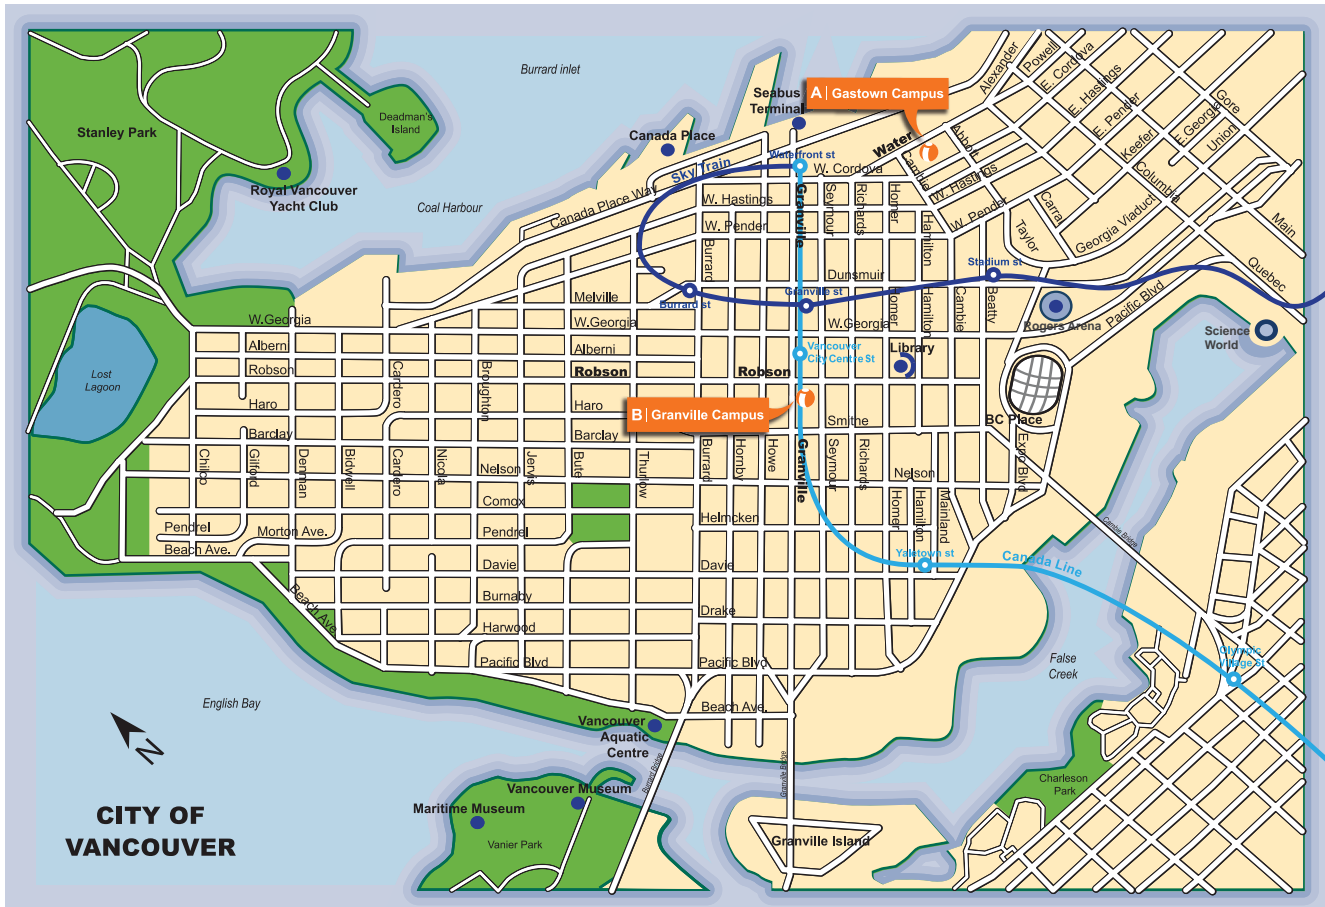 Burrard inlet
Stanley Park
Deadman's
Island
Royal Vancouver
Yacht Club
Coal Harbour
Canada Place
Seabus
Terminal
A | Gastown Campus
Alexander
Powell
E. Cordova
E. Hastings
E. Pender
Keefer
Columbia
E.Georgia
Gore
Union
Main
Quebec
Water
Abbott
Cambie
Carral
Taylor
Georgia Viaduct
Pacific Blvd
Sky Train
Waterfront st
W. Cordova
Canada Place Way
W. Hastings
W. Hastings
W. Pender
W. Pender
Granville
Seymour
Richards
Homer
Hamilton
Burrard
Dunsmuir
Stadium st
Melville
Burrard st
Granville st
Homer
Hamilton
Cambie
Beatty
Rogers Arena
Science
World
W.Georgia
W.Georgia
W.Georgia
Albern
Alberni
Vancouver
City Centre St
Library
Robson
Robson
Robson
Lost
Lagoon
Cardero
Broughton
Haro
Haro
B | Granville Campus
Smithe
BC Place
Barclay
Barclay
Chilco
Gilford
Denman
Bidwell
Cardero
Nicola
Nelson
Jervis
Bute
Thurlow
Burrard
Hornby
Howe
Granville
Seymour
Richards
Nelson
Expo Blvd
Comox
Homer
Hamilton
Mainland
Helmcken
Cambie Bridge
Pendrel
Morton Ave.
Pendrel
Beach Ave.
Yaletown st
Canada Line
Davie
Davie
Beach Ave.
Burnaby
Drake
Harwood
Pacific Blvd
Pacific Blvd
False
Creek
Olympic
Village St
English Bay
Beach Ave.
Vancouver
Aquatic
Centre
Burrard Bridge
Granville Bridge
N
Vancouver Museum
Maritime Museum
Vanier Park
Charleson
Park
Granville Island
CITY OF
VANCOUVER